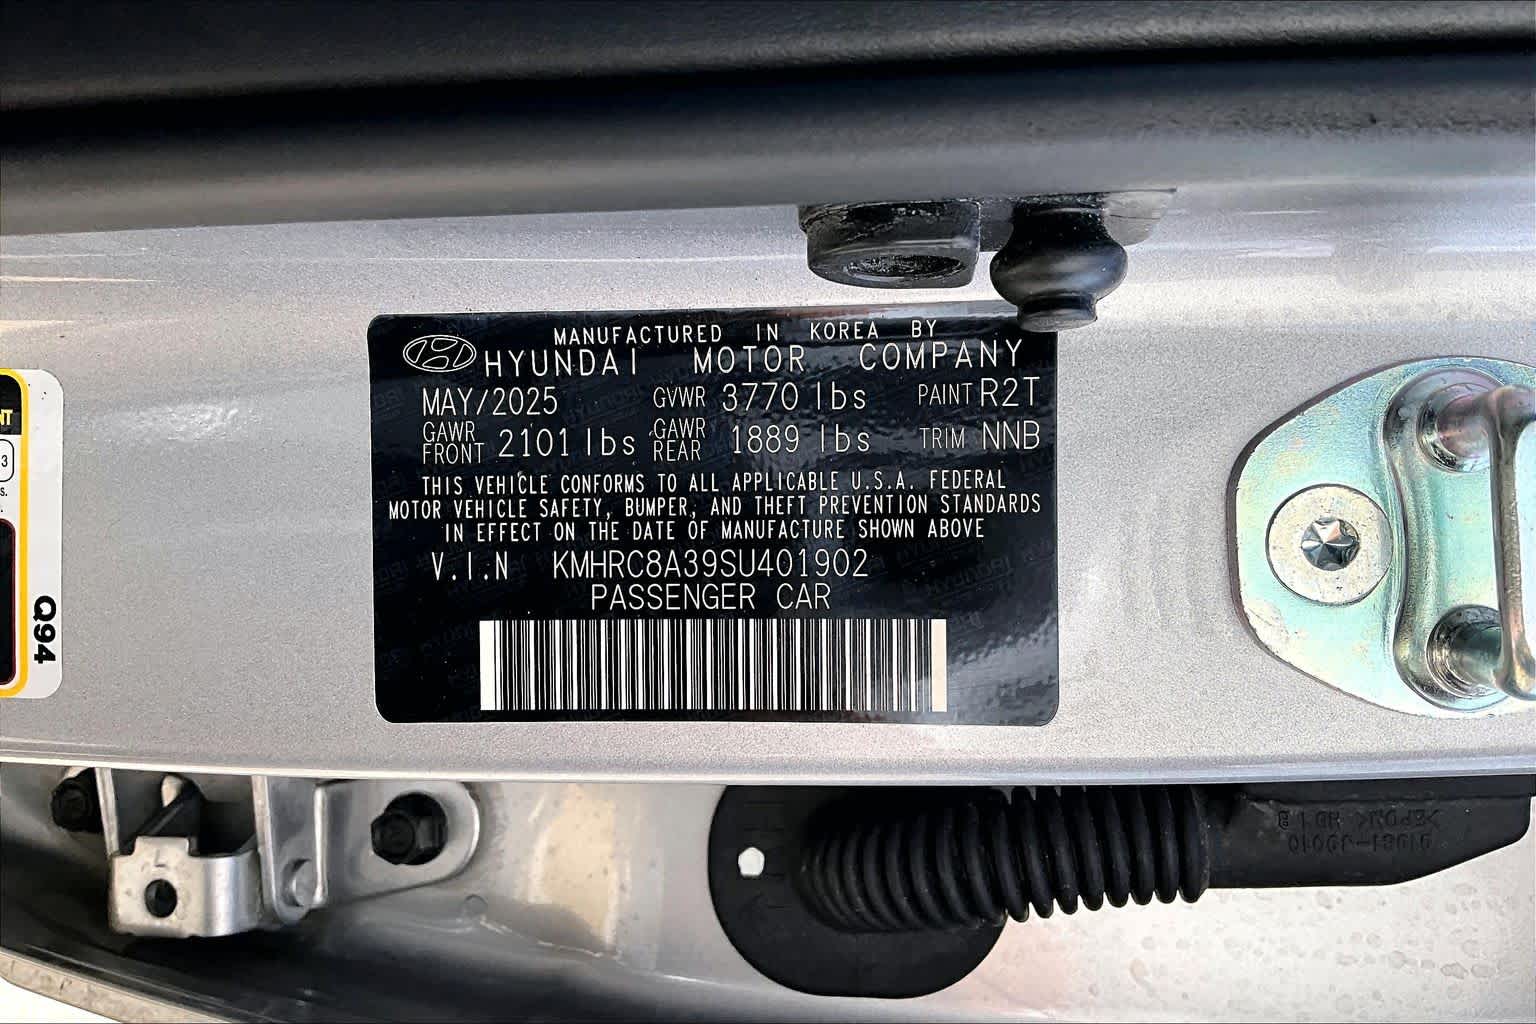 MANUFACTURED IN KOREA BY
HYUNDAI MOTOR COMPANY
MAY/2025 GVWR 3770 lbs PAINT R2T
GAWR FRONT 2101 lbs GAWR REAR 1889 lbs TRIM NNB
THIS VEHICLE CONFORMS TO ALL APPLICABLE U.S.A. FEDERAL
MOTOR VEHICLE SAFETY, BUMPER, AND THEFT PREVENTION STANDARDS
IN EFFECT ON THE DATE OF MANUFACTURE SHOWN ABOVE
V.I.N KMHRC8A39SU401902
PASSENGER CAR
NT
3
s.
Q94